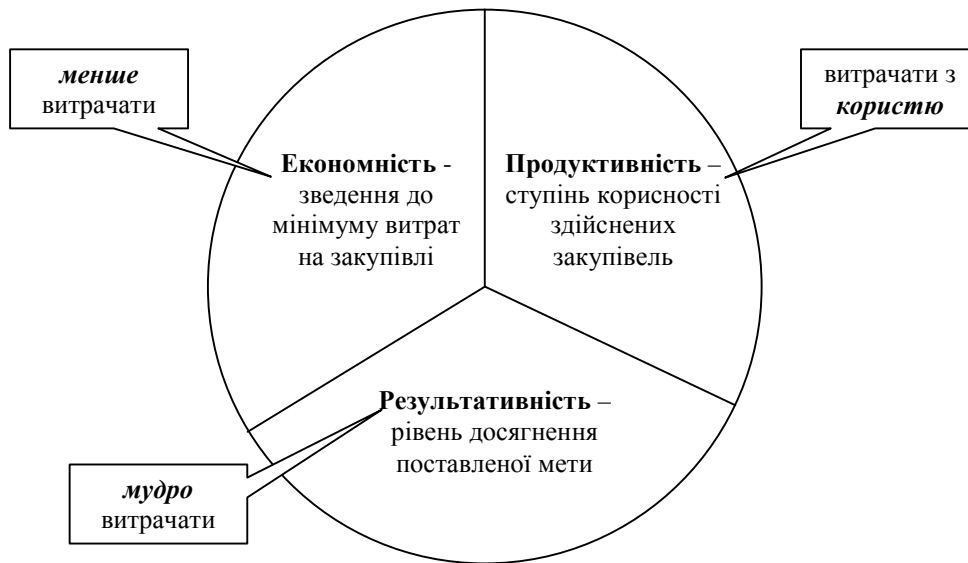 менше
витрачати
витрачати з
користю
Економність -
зведення до
мінімуму витрат
на закупівлі
Продуктивність –
ступінь корисності
здійснених
закупівель
Результативність –
рівень досягнення
поставленої мети
мудро
витрачати